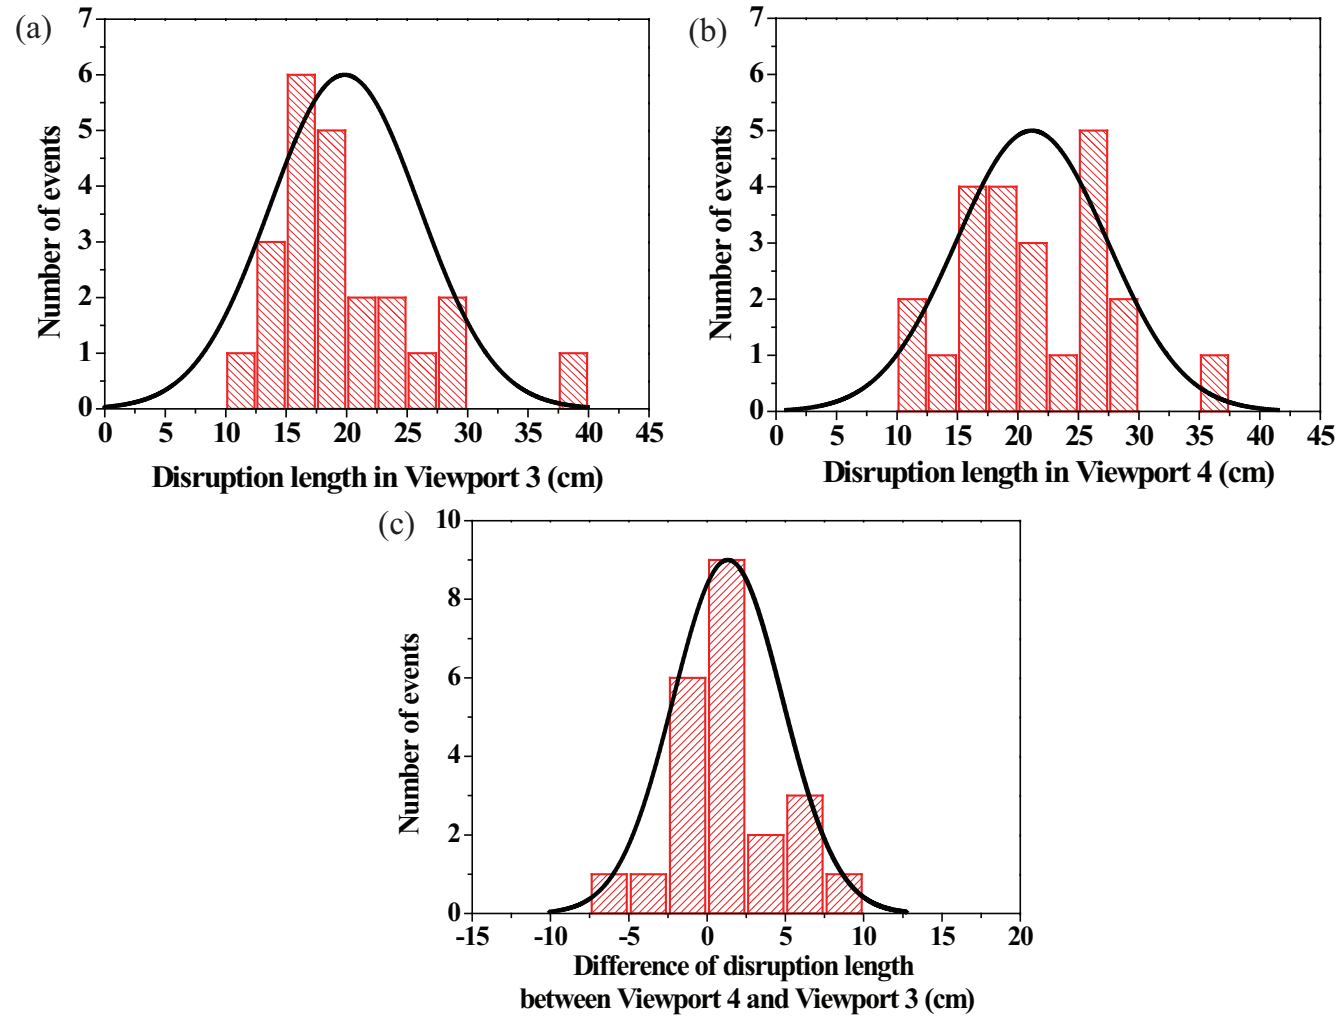 (a)
7
6
5
4
3
2
1
0
Number of events
0 5 10 15 20 25 30 35 40 45
Disruption length in Viewport 3 (cm)
(b)
7
6
5
4
3
2
1
0
Number of events
0 5 10 15 20 25 30 35 40 45
Disruption length in Viewport 4 (cm)
(c)
10
8
6
4
2
0
Number of events
-15 -10 -5 0 5 10 15 20
Difference of disruption length
between Viewport 4 and Viewport 3 (cm)